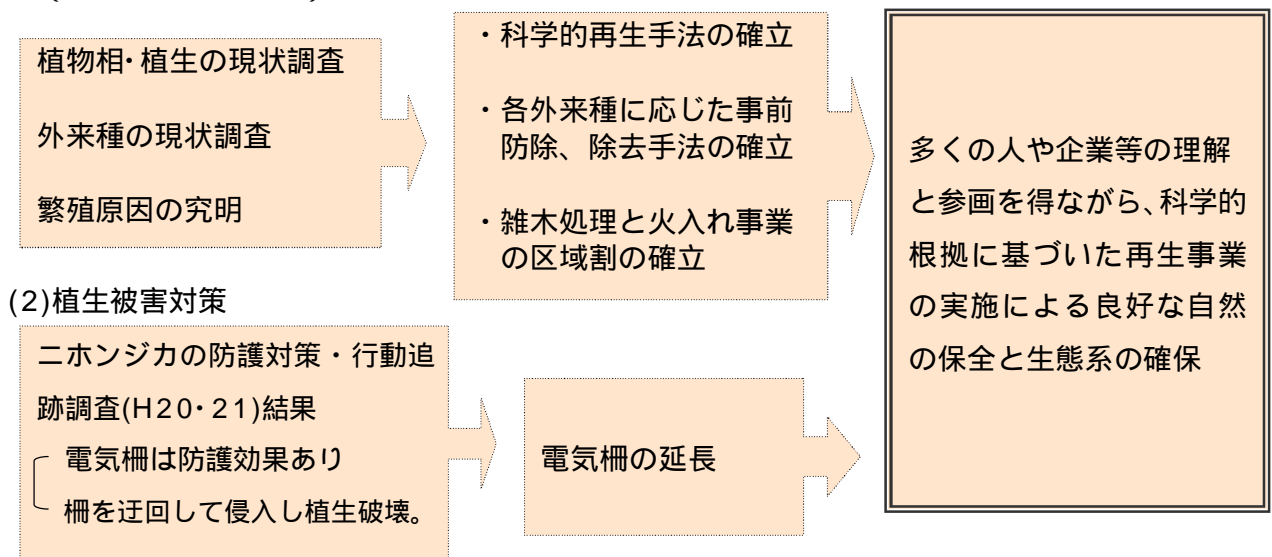 植物相・植生の現状調査
外来種の現状調査
繁殖原因の究明
・科学的再生手法の確立
・各外来種に応じた事前
防除、除去手法の確立
・雑木処理と火入れ事業
の区域割の確立
多くの人や企業等の理解
と参画を得ながら、科学的
根拠に基づいた再生事業
の実施による良好な自然
の保全と生態系の確保
(2)植生被害対策
ニホンジカの防護対策・行動追
跡調査(H20・21)結果
電気柵は防護効果あり
柵を迂回して侵入し植生破壊。
電気柵の延長